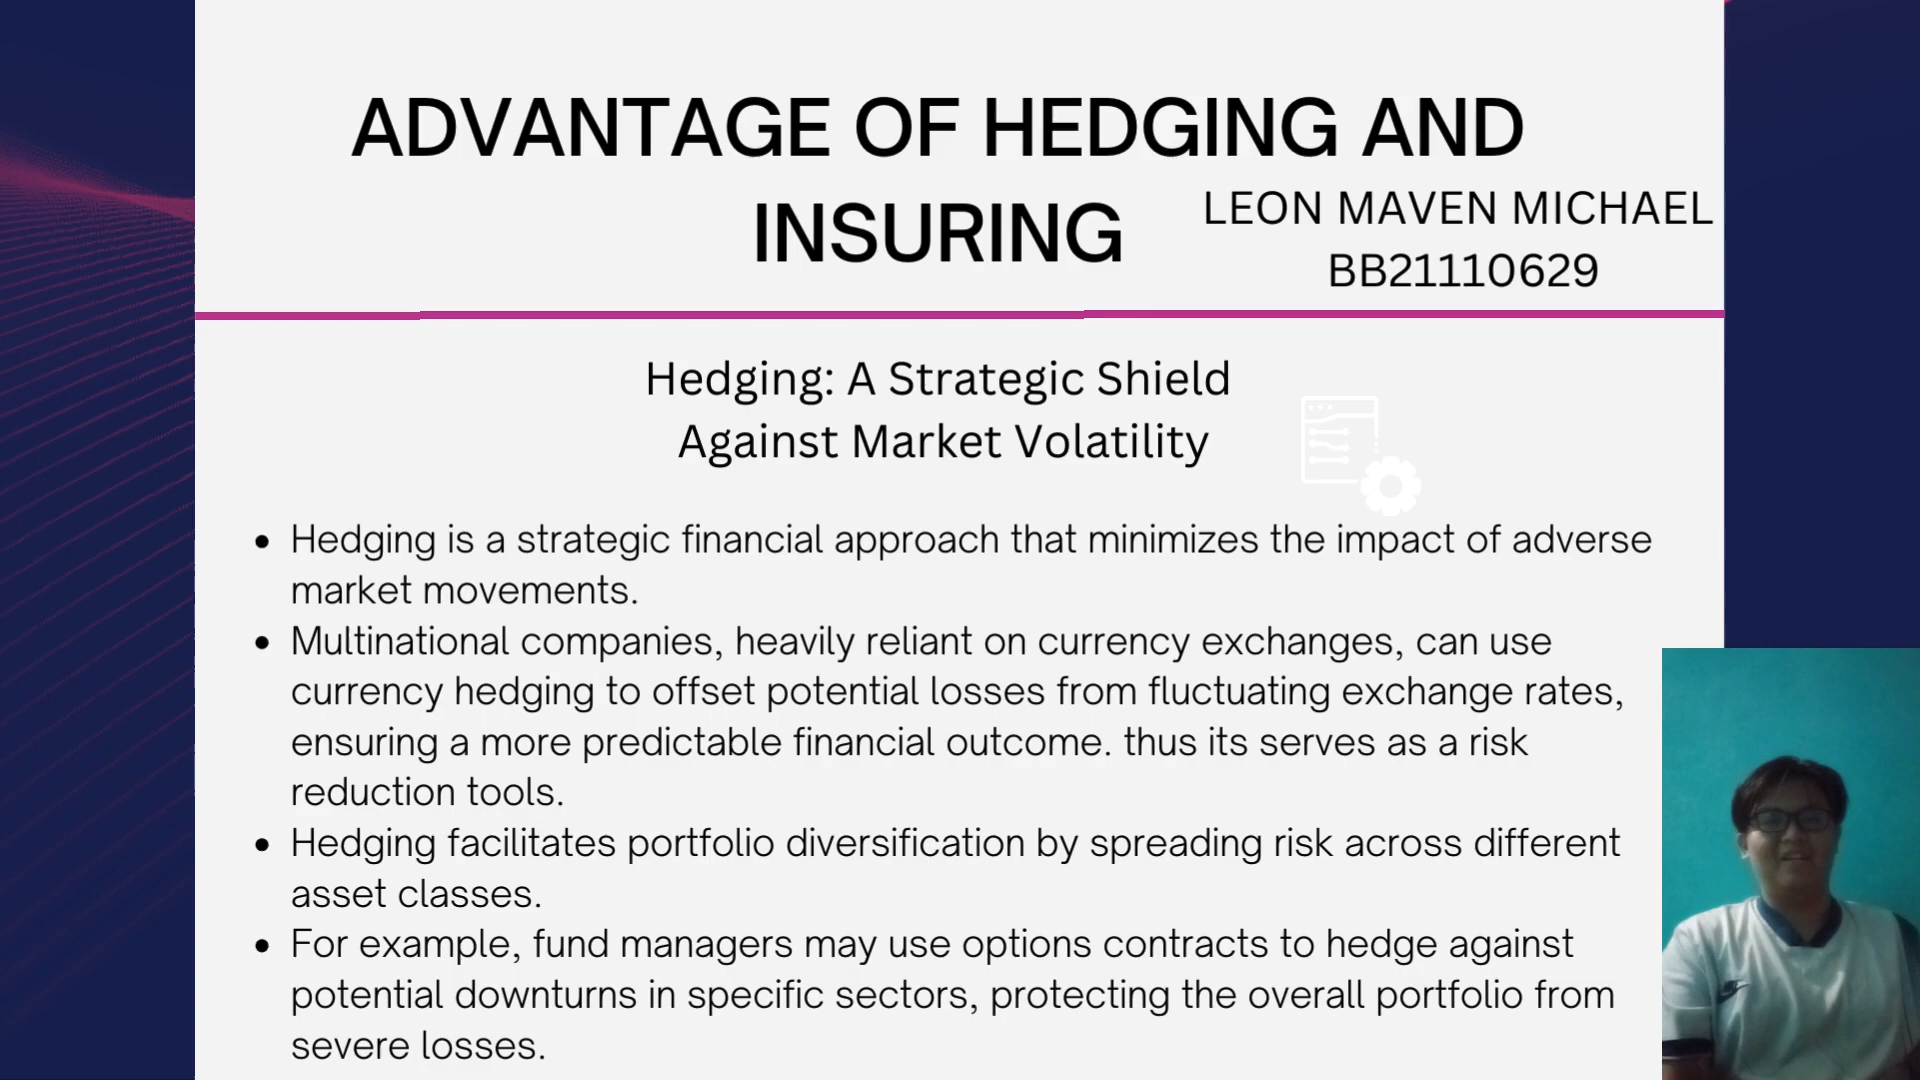 ADVANTAGE OF HEDGING AND
INSURING
LEON MAVEN MICHAEL
BB21110629
Hedging: A Strategic Shield
Against Market Volatility
• Hedging is a strategic financial approach that minimizes the impact of adverse
market movements.
• Multinational companies, heavily reliant on currency exchanges, can use
currency hedging to offset potential losses from fluctuating exchange rates,
ensuring a more predictable financial outcome. thus its serves as a risk
reduction tools.
• Hedging facilitates portfolio diversification by spreading risk across different
asset classes.
• For example, fund managers may use options contracts to hedge against
potential downturns in specific sectors, protecting the overall portfolio from
severe losses.